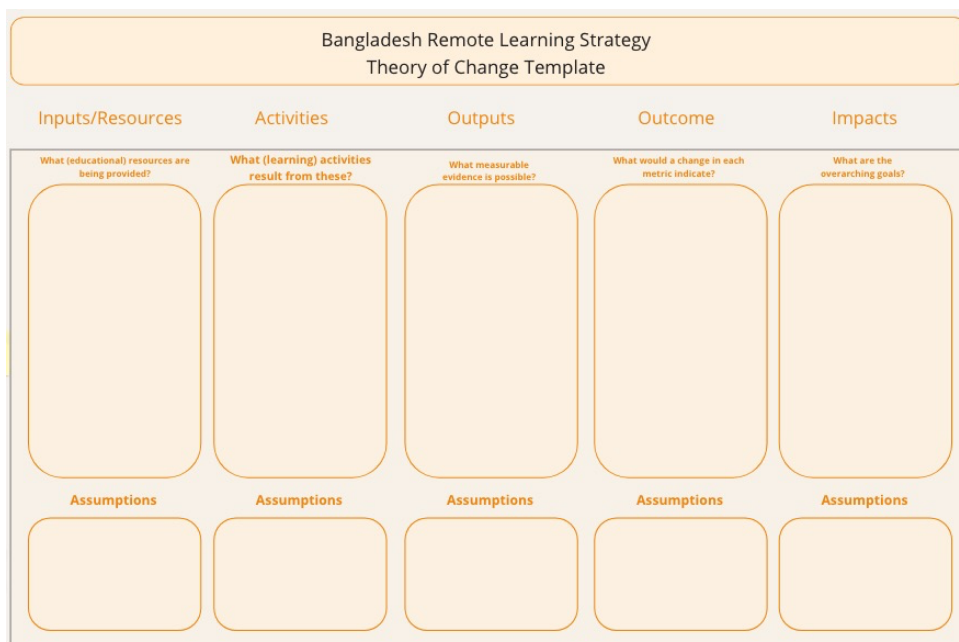 Bangladesh Remote Learning Strategy
Theory of Change Template
Inputs/Resources
Activities
Outputs
Outcome
Impacts
What (educational) resources are
being provided?
What (learning) activities
result from these?
What measurable
evidence is possible?
What would a change in each
metric indicate?
What are the
overarching goals?
Assumptions
Assumptions
Assumptions
Assumptions
Assumptions